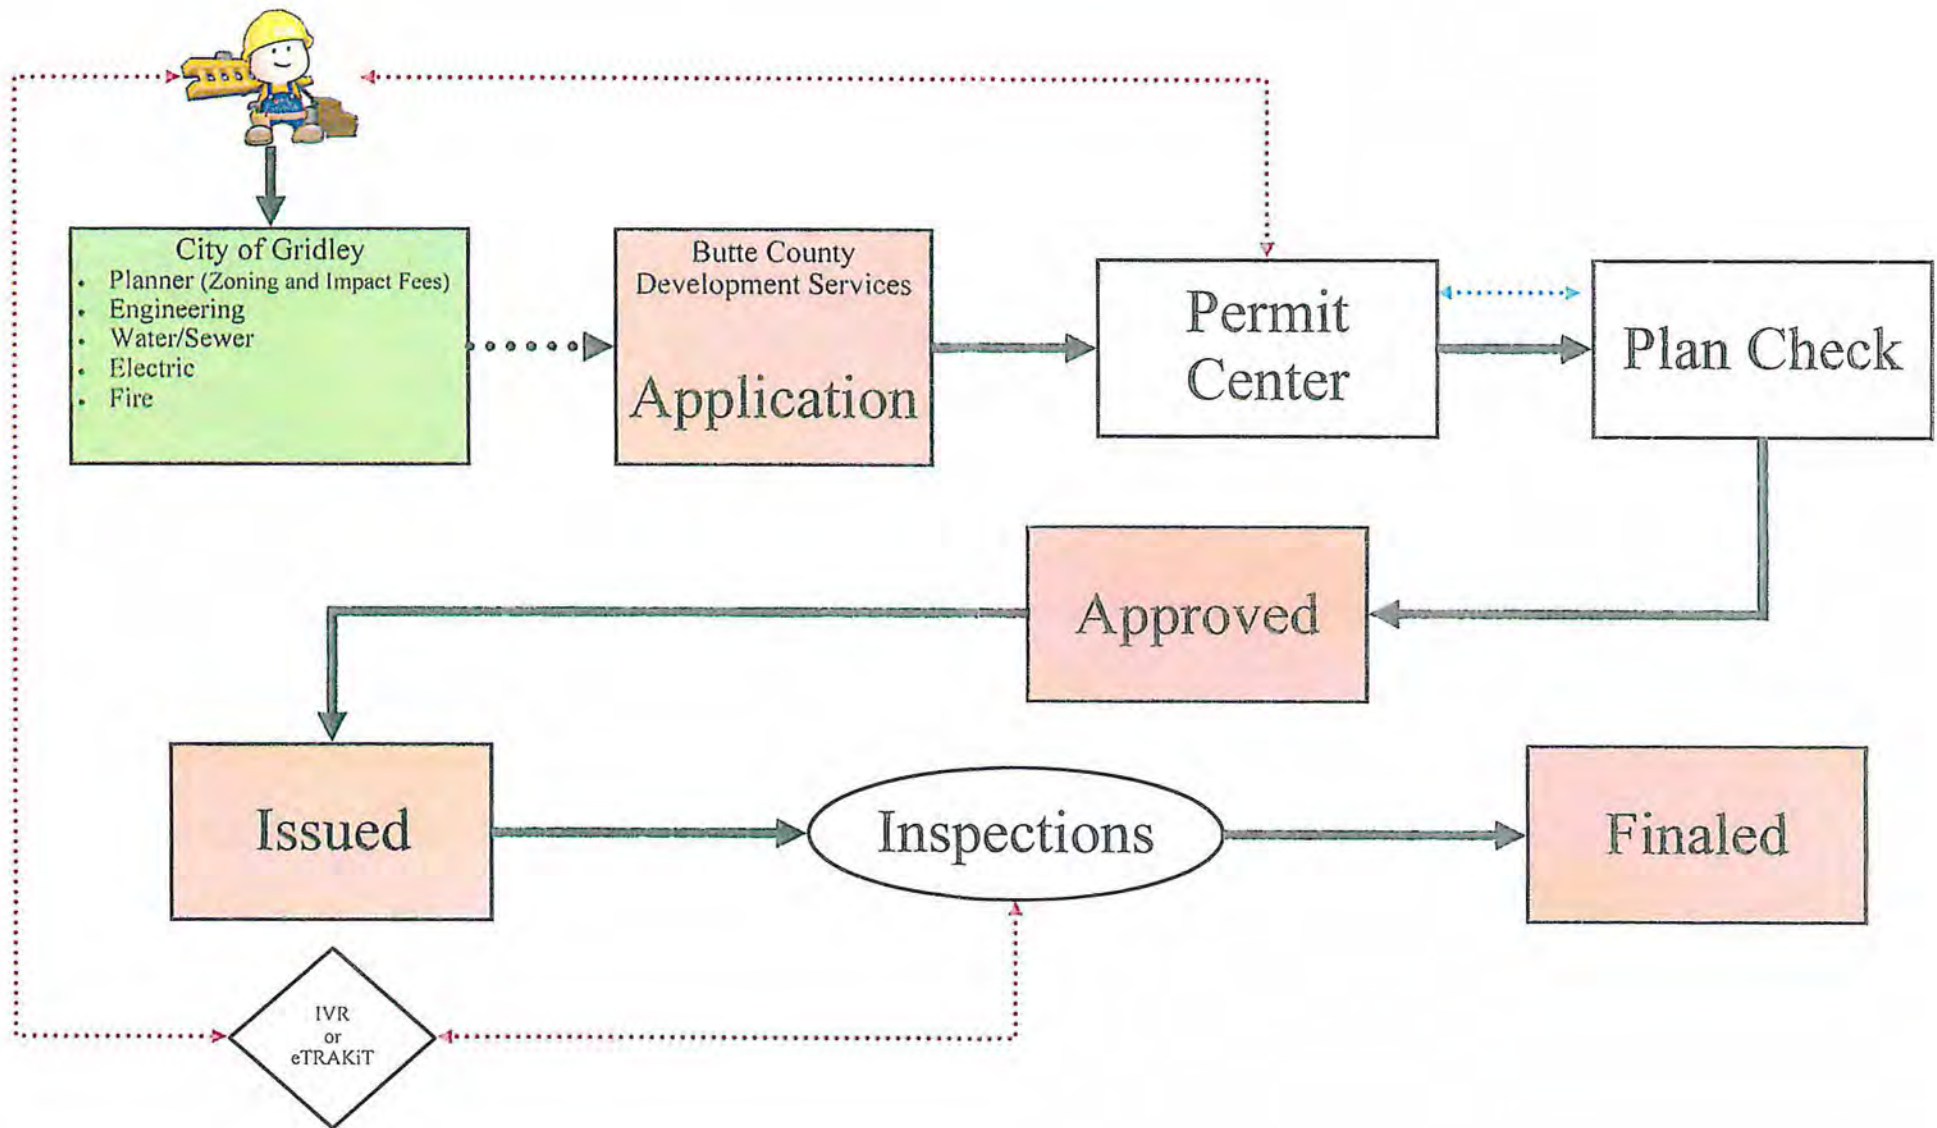 City of Gridley
• Planner (Zoning and Impact Fees)
• Engineering
• Water/Sewer
• Electric
• Fire
Butte County
Development Services
Application
Permit
Center
Plan Check
Approved
Issued
Inspections
Finaled
IVR
or
eTRAKiT